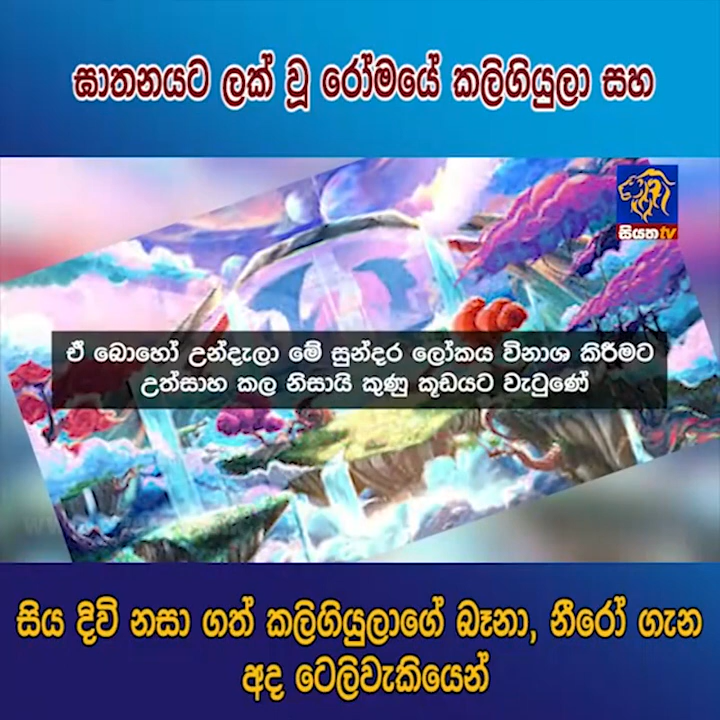 ඝාතනයට ලක් වූ රෝමයේ කලිගියුලා සහ
සියත tv
ඒ බොහෝ උන්දැලා මේ සුන්දර ලෝකය විනාශ කිරීමට
උත්සාහ කල නිසායි කුණු කූඩයට වැටුණේ
සිය දිවි නසා ගත් කලිගියුලාගේ බෑනා, නීරෝ ගැන
අද ටෙලිවැකියෙන්